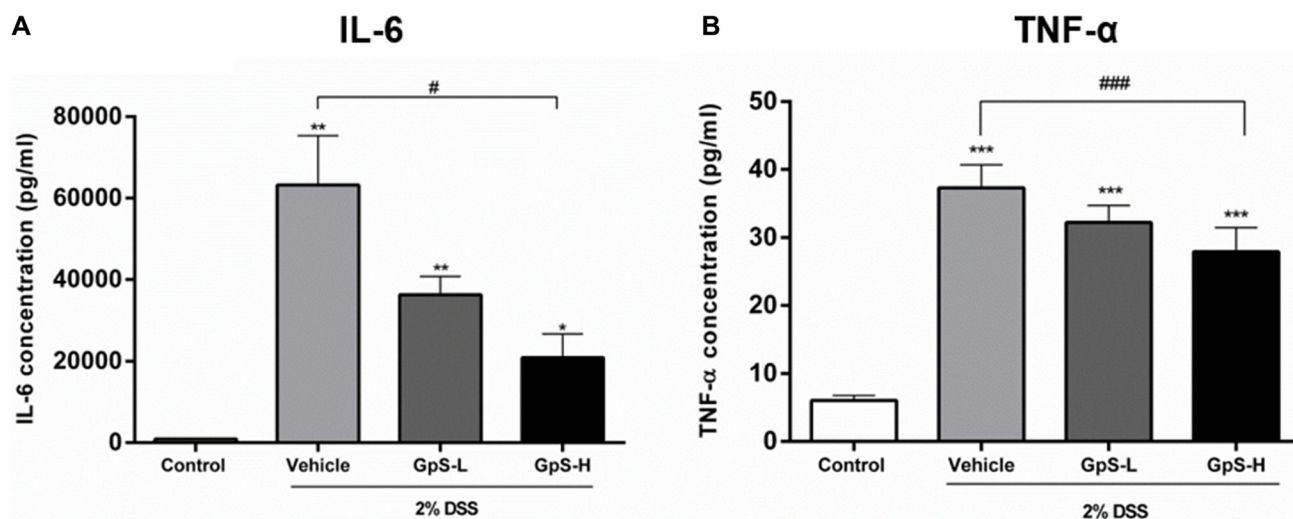 A
IL-6
IL-6 concentration (pg/ml)
80000
60000
40000
20000
0
#
**
**
*
Control
Vehicle
GpS-L
GpS-H
2% DSS
B
TNF-α
TNF-α concentration (pg/ml)
50
40
30
20
10
0
###
***
***
***
Control
Vehicle
GpS-L
GpS-H
2% DSS